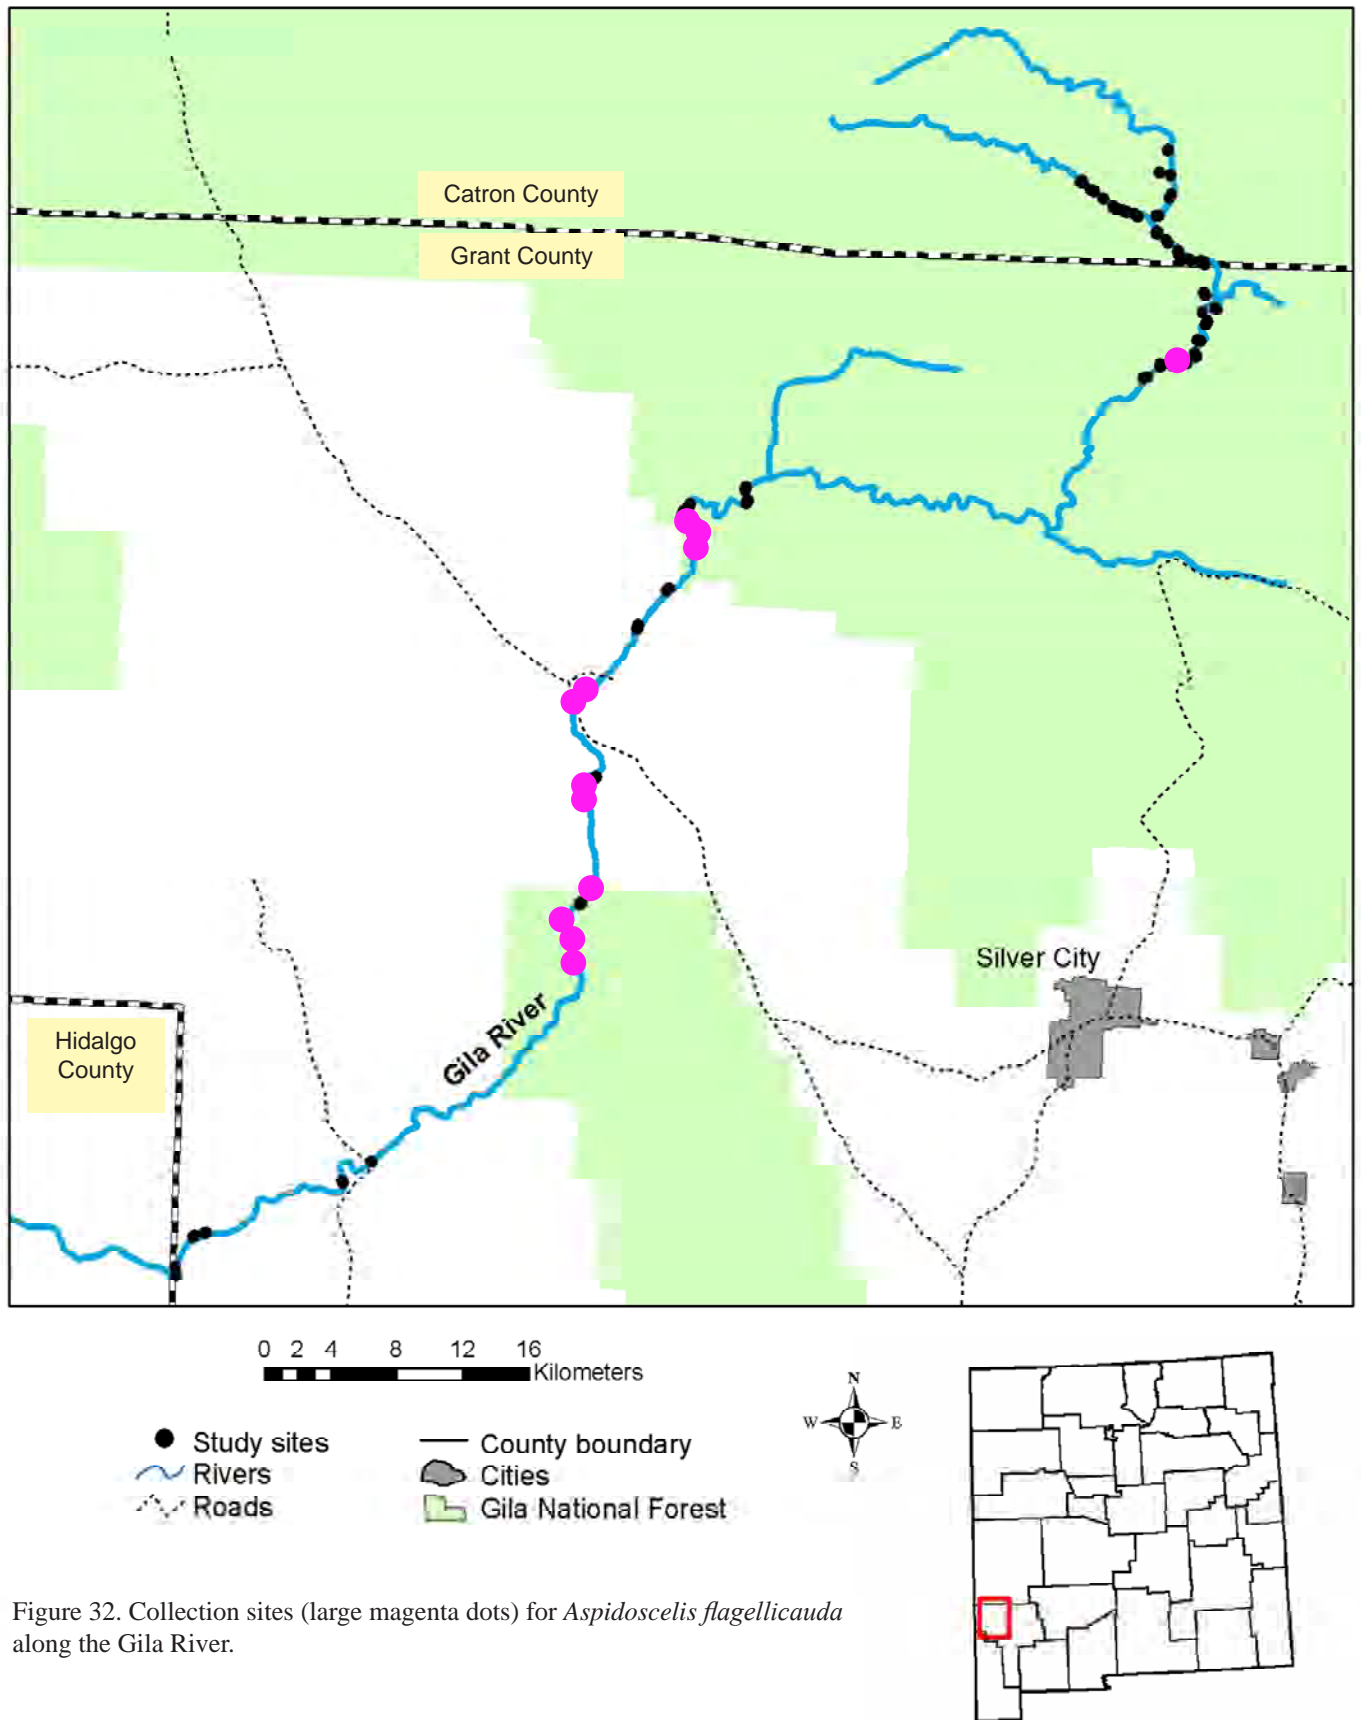 Catron County
Grant County
Silver City
Gila River
Hidalgo
County
0 2 4 8 12 16
Kilometers
N
W E
S
Study sites
County boundary
Rivers
Cities
Roads
Gila National Forest
Figure 32. Collection sites (large magenta dots) for Aspidoscelis flagellicauda
along the Gila River.